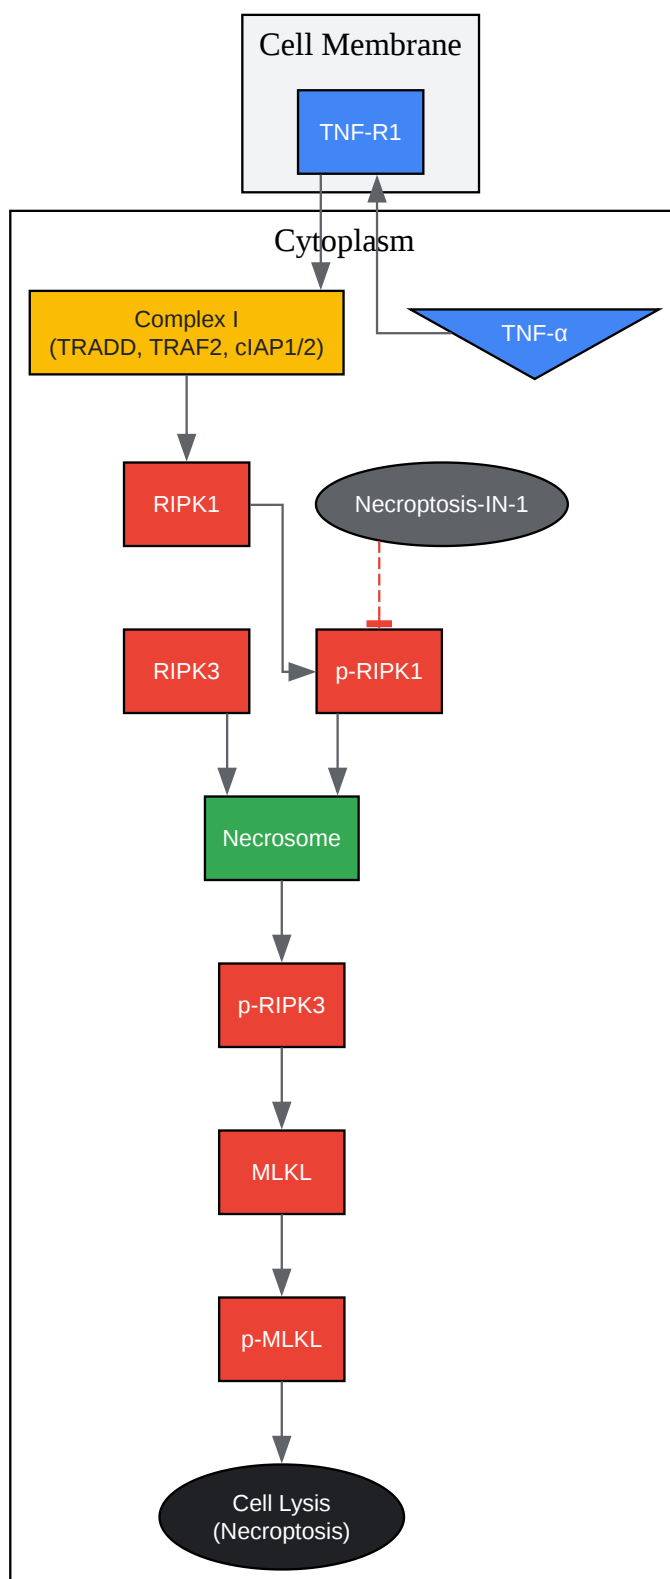 Cell Membrane
TNF-R1
Cytoplasm
Complex I
(TRADD, TRAF2, cIAP1/2)
TNF-α
RIPK1
Necroptosis-IN-1
RIPK3
p-RIPK1
Necrosome
p-RIPK3
MLKL
p-MLKL
Cell Lysis
(Necroptosis)